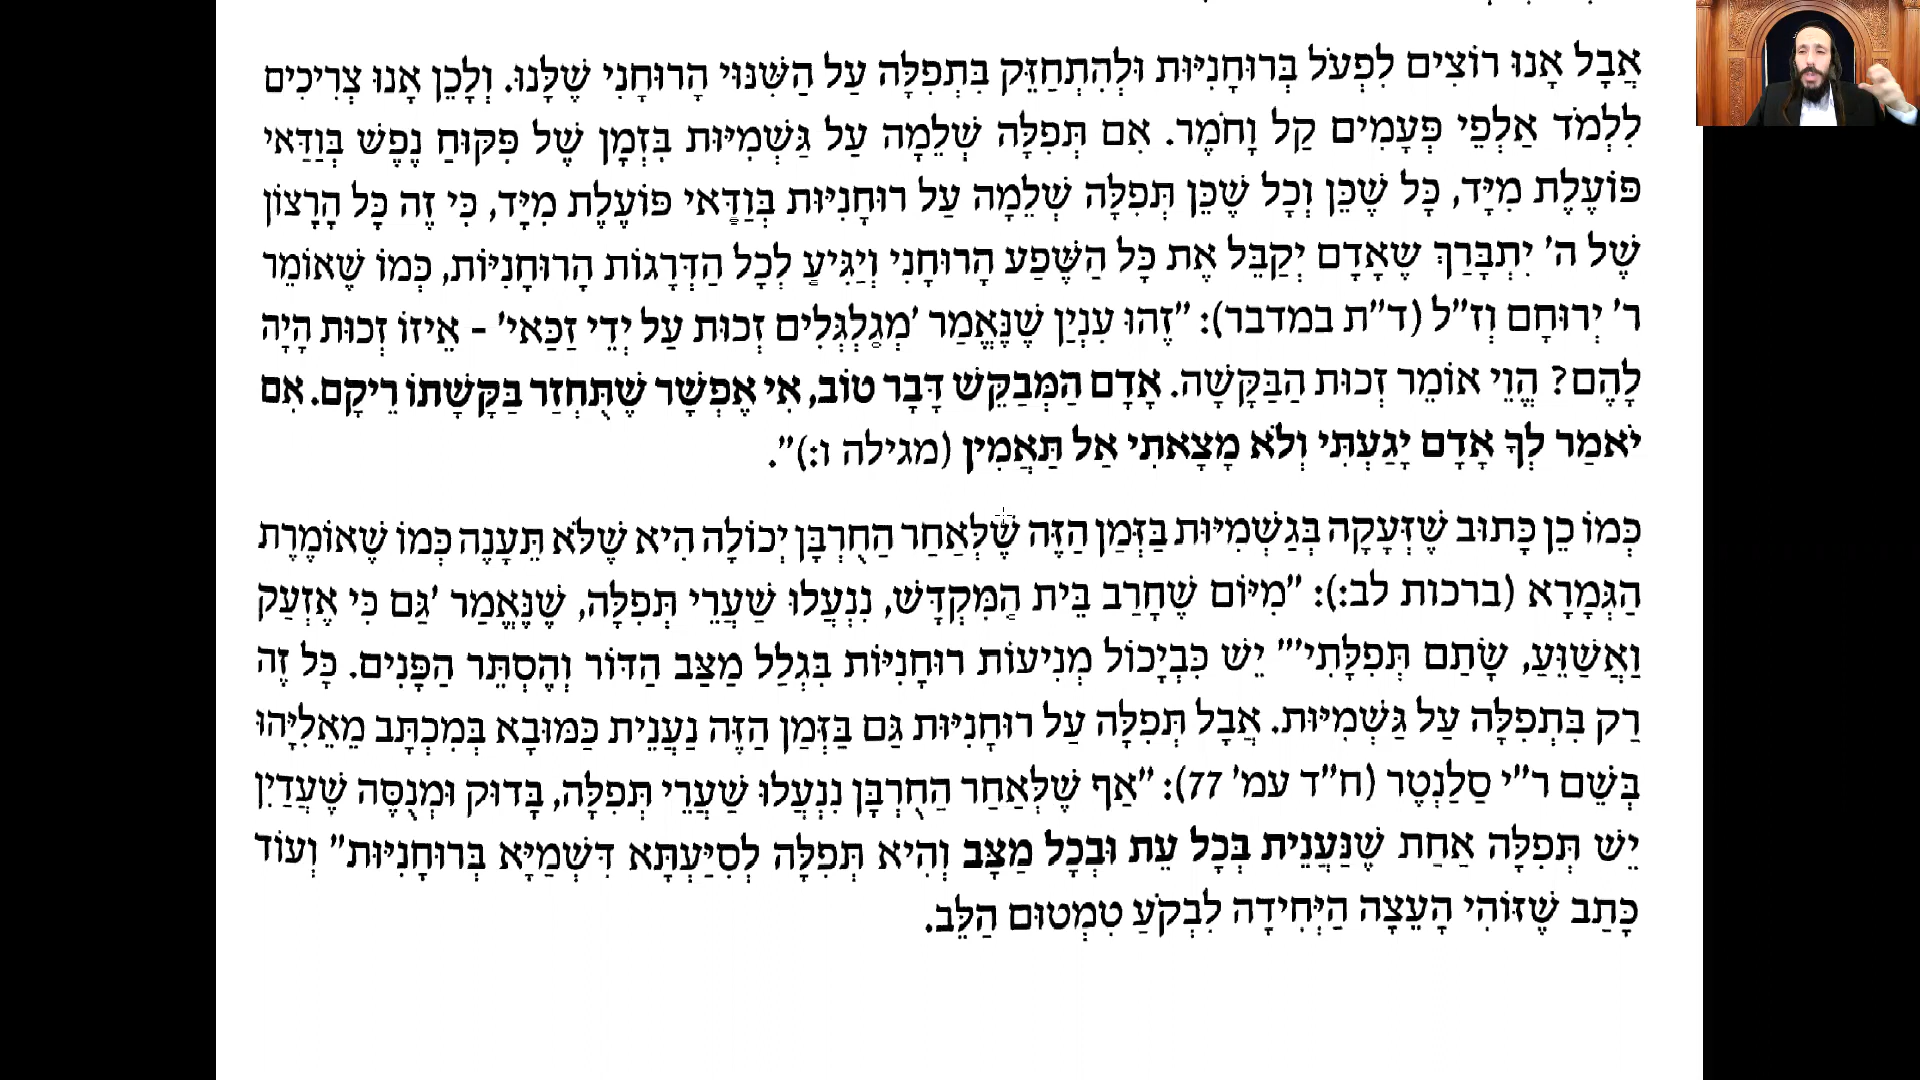 אֲבָל אָנוּ רוֹצִים לִפְעֹל בְּרוּחָנִיּוּת וּלְהִתְחַזֵּק בִּתְפִלָּה עַל הַשִּׁנּוּי הָרוּחָנִי שֶׁלָּנוּ. וְלָכֵן אָנוּ צְרִיכִים
לִלְמֹד אַלְפֵי פְּעָמִים קַל וָחֹמֶר. אִם תְּפִלָּה שְׁלֵמָה עַל גַּשְׁמִיּוּת בִּזְמַן שֶׁל פִּקּוּחַ נֶפֶשׁ בְּוַדַּאי
פּוֹעֶלֶת מִיָּד, כָּל שֶׁכֵּן וְכָל שֶׁכֵּן תְּפִלָּה שְׁלֵמָה עַל רוּחָנִיּוּת בְּוַדַּאי פּוֹעֶלֶת מִיָּד, כִּי זֶה כָּל הָרָצוֹן
שֶׁל ה' יִתְבָּרַךְ שֶׁאָדָם יְקַבֵּל אֶת כָּל הַשֶּׁפַע הָרוּחָנִי וְיַגִּיעַ לְכָל הַדְּרָגוֹת הָרוּחָנִיּוֹת, כְּמוֹ שֶׁאוֹמֵר
ר' יְרוּחָם זַ"ל (ד"ת במדבר): "זֶהוּ עִנְיַן שֶׁנֶּאֱמַר 'מְגַלְגְּלִים זְכוּת עַל יְדֵי זַכַּאי' - אֵיזוֹ זְכוּת הָיָה
לָהֶם? הֱוֵי אוֹמֵר זְכוּת הַבַּקָּשָׁה. אָדָם הַמְּבַקֵּשׁ דָּבָר טוֹב, אִי אֶפְשָׁר שֶׁתֻּחְזַר בַּקָּשָׁתוֹ רֵיקָם. אִם
יֹאמַר לְךָ אָדָם יָגַעְתִּי וְלֹא מָצָאתִי אַל תַּאֲמִין (מגילה ו:)".
כְּמוֹ כֵן כָּתוּב שֶׁזְּעָקָה בְּגַשְׁמִיּוּת בַּזְּמַן הַזֶּה שֶׁלְּאַחַר הַחֻרְבָּן יְכוֹלָה הִיא שֶׁלֹּא תֵּעָנֶה כְּמוֹ שֶׁאוֹמֶרֶת
הַגְּמָרָא (ברכות לב:): "מִיּוֹם שֶׁחָרַב בֵּית הַמִּקְדָּשׁ, נִנְעֲלוּ שַׁעֲרֵי תְּפִלָּה, שֶׁנֶּאֱמַר 'גַּם כִּי אֶזְעַק
וַאֲשַׁוֵּעַ, שָׂתַם תְּפִלָּתִי'" יֵשׁ כִּבְיָכוֹל מְנִיעוֹת רוּחָנִיּוֹת בִּגְלַל מַצַּב הַדּוֹר וְהֶסְתֵּר הַפָּנִים. כָּל זֶה
רַק בִּתְפִלָּה עַל גַּשְׁמִיּוּת. אֲבָל תְּפִלָּה עַל רוּחָנִיּוּת גַּם בַּזְּמַן הַזֶּה נַעֲנֵית כַּמּוּבָא בְּמִכְתָּב מֵאֵלִיָּהוּ
בְּשֵׁם ר"י סַלַנְטֶר (ח"ד עמ' 77): "אַף שֶׁלְּאַחַר הַחֻרְבָּן נִנְעֲלוּ שַׁעֲרֵי תְּפִלָּה, בָּדוּק וּמְנֻסֶּה שֶׁעֲדַיִן
יֵשׁ תְּפִלָּה אַחַת שֶׁנַּעֲנֵית בְּכָל עֵת וּבְכָל מַצָּב וְהִיא תְּפִלָּה לְסִיַּעְתָּא דִּשְׁמַיָּא בְּרוּחָנִיּוּת" וְעוֹד
כָּתַב שֶׁזּוֹהִי הָעֵצָה הַיְּחִידָה לִבְקֹעַ טִמְטוּם הַלֵּב.